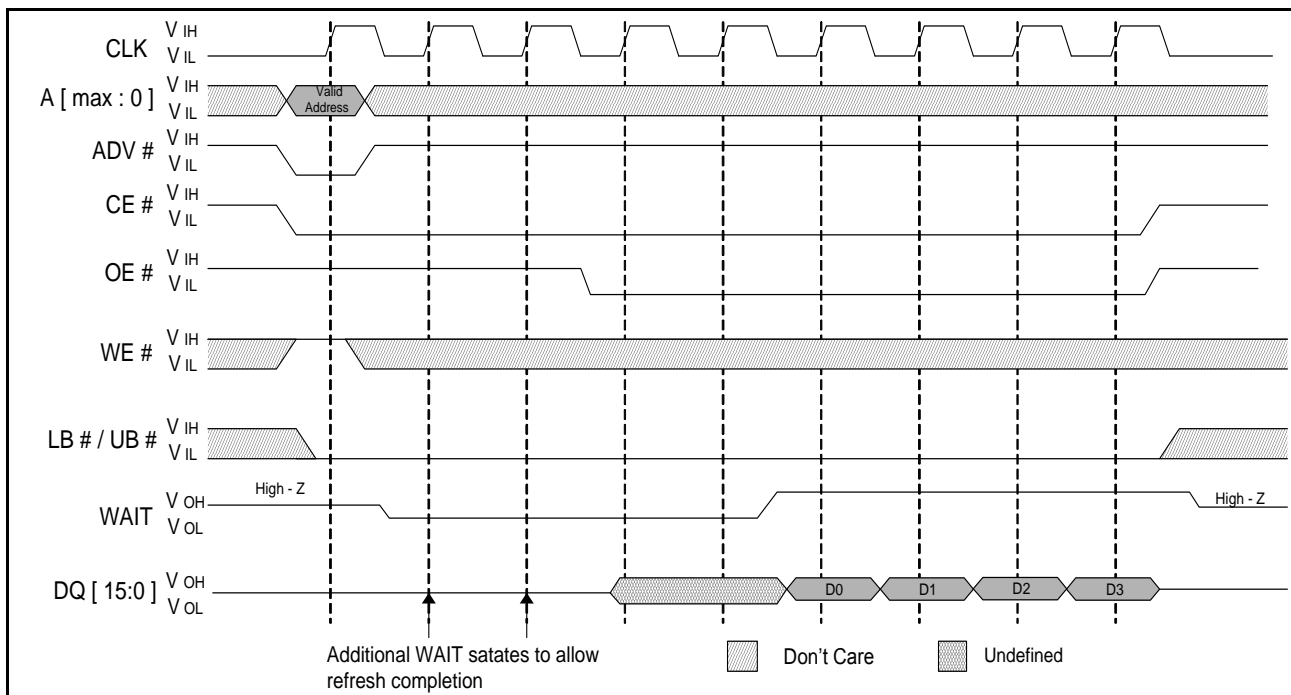 CLK V IH
V IL
A [ max : 0 ] V IH
V IL
Valid
Address
ADV # V IH
V IL
CE # V IH
V IL
OE # V IH
V IL
WE # V IH
V IL
LB # / UB # V IH
V IL
High - Z
WAIT V OH
V OL
High - Z
DQ [ 15:0 ] V OH
V OL
D0 D1 D2 D3
Additional WAIT satates to allow
refresh completion
Don't Care
Undefined